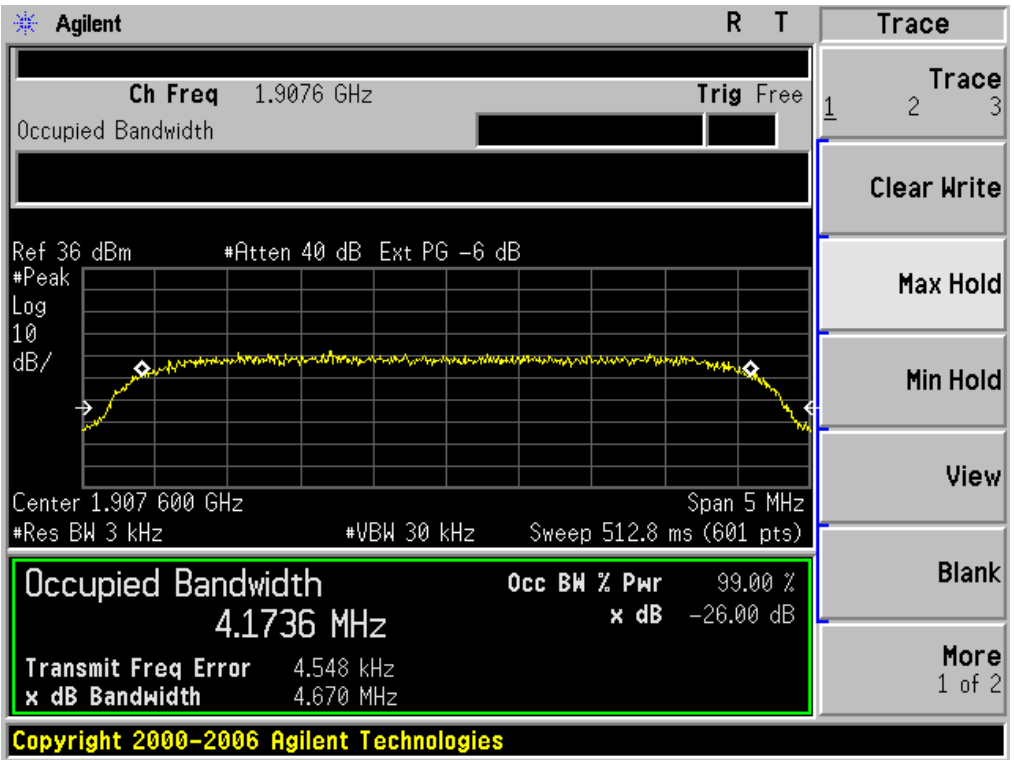 Agilent R T Trace
Ch Freq 1.9076 GHz Trig Free
Occupied Bandwidth
Trace
1 2 3
Clear Write
Ref 36 dBm #Atten 40 dB Ext PG -6 dB
#Peak
Log
10
dB/
Max Hold
Min Hold
View
Center 1.907 600 GHz Span 5 MHz
#Res BW 3 kHz #VBW 30 kHz Sweep 512.8 ms (601 pts)
Occupied Bandwidth Occ BW % Pwr 99.00 %
4.1736 MHz x dB -26.00 dB
Transmit Freq Error 4.548 kHz
x dB Bandwidth 4.670 MHz
Blank
More
1 of 2
Copyright 2000-2006 Agilent Technologies